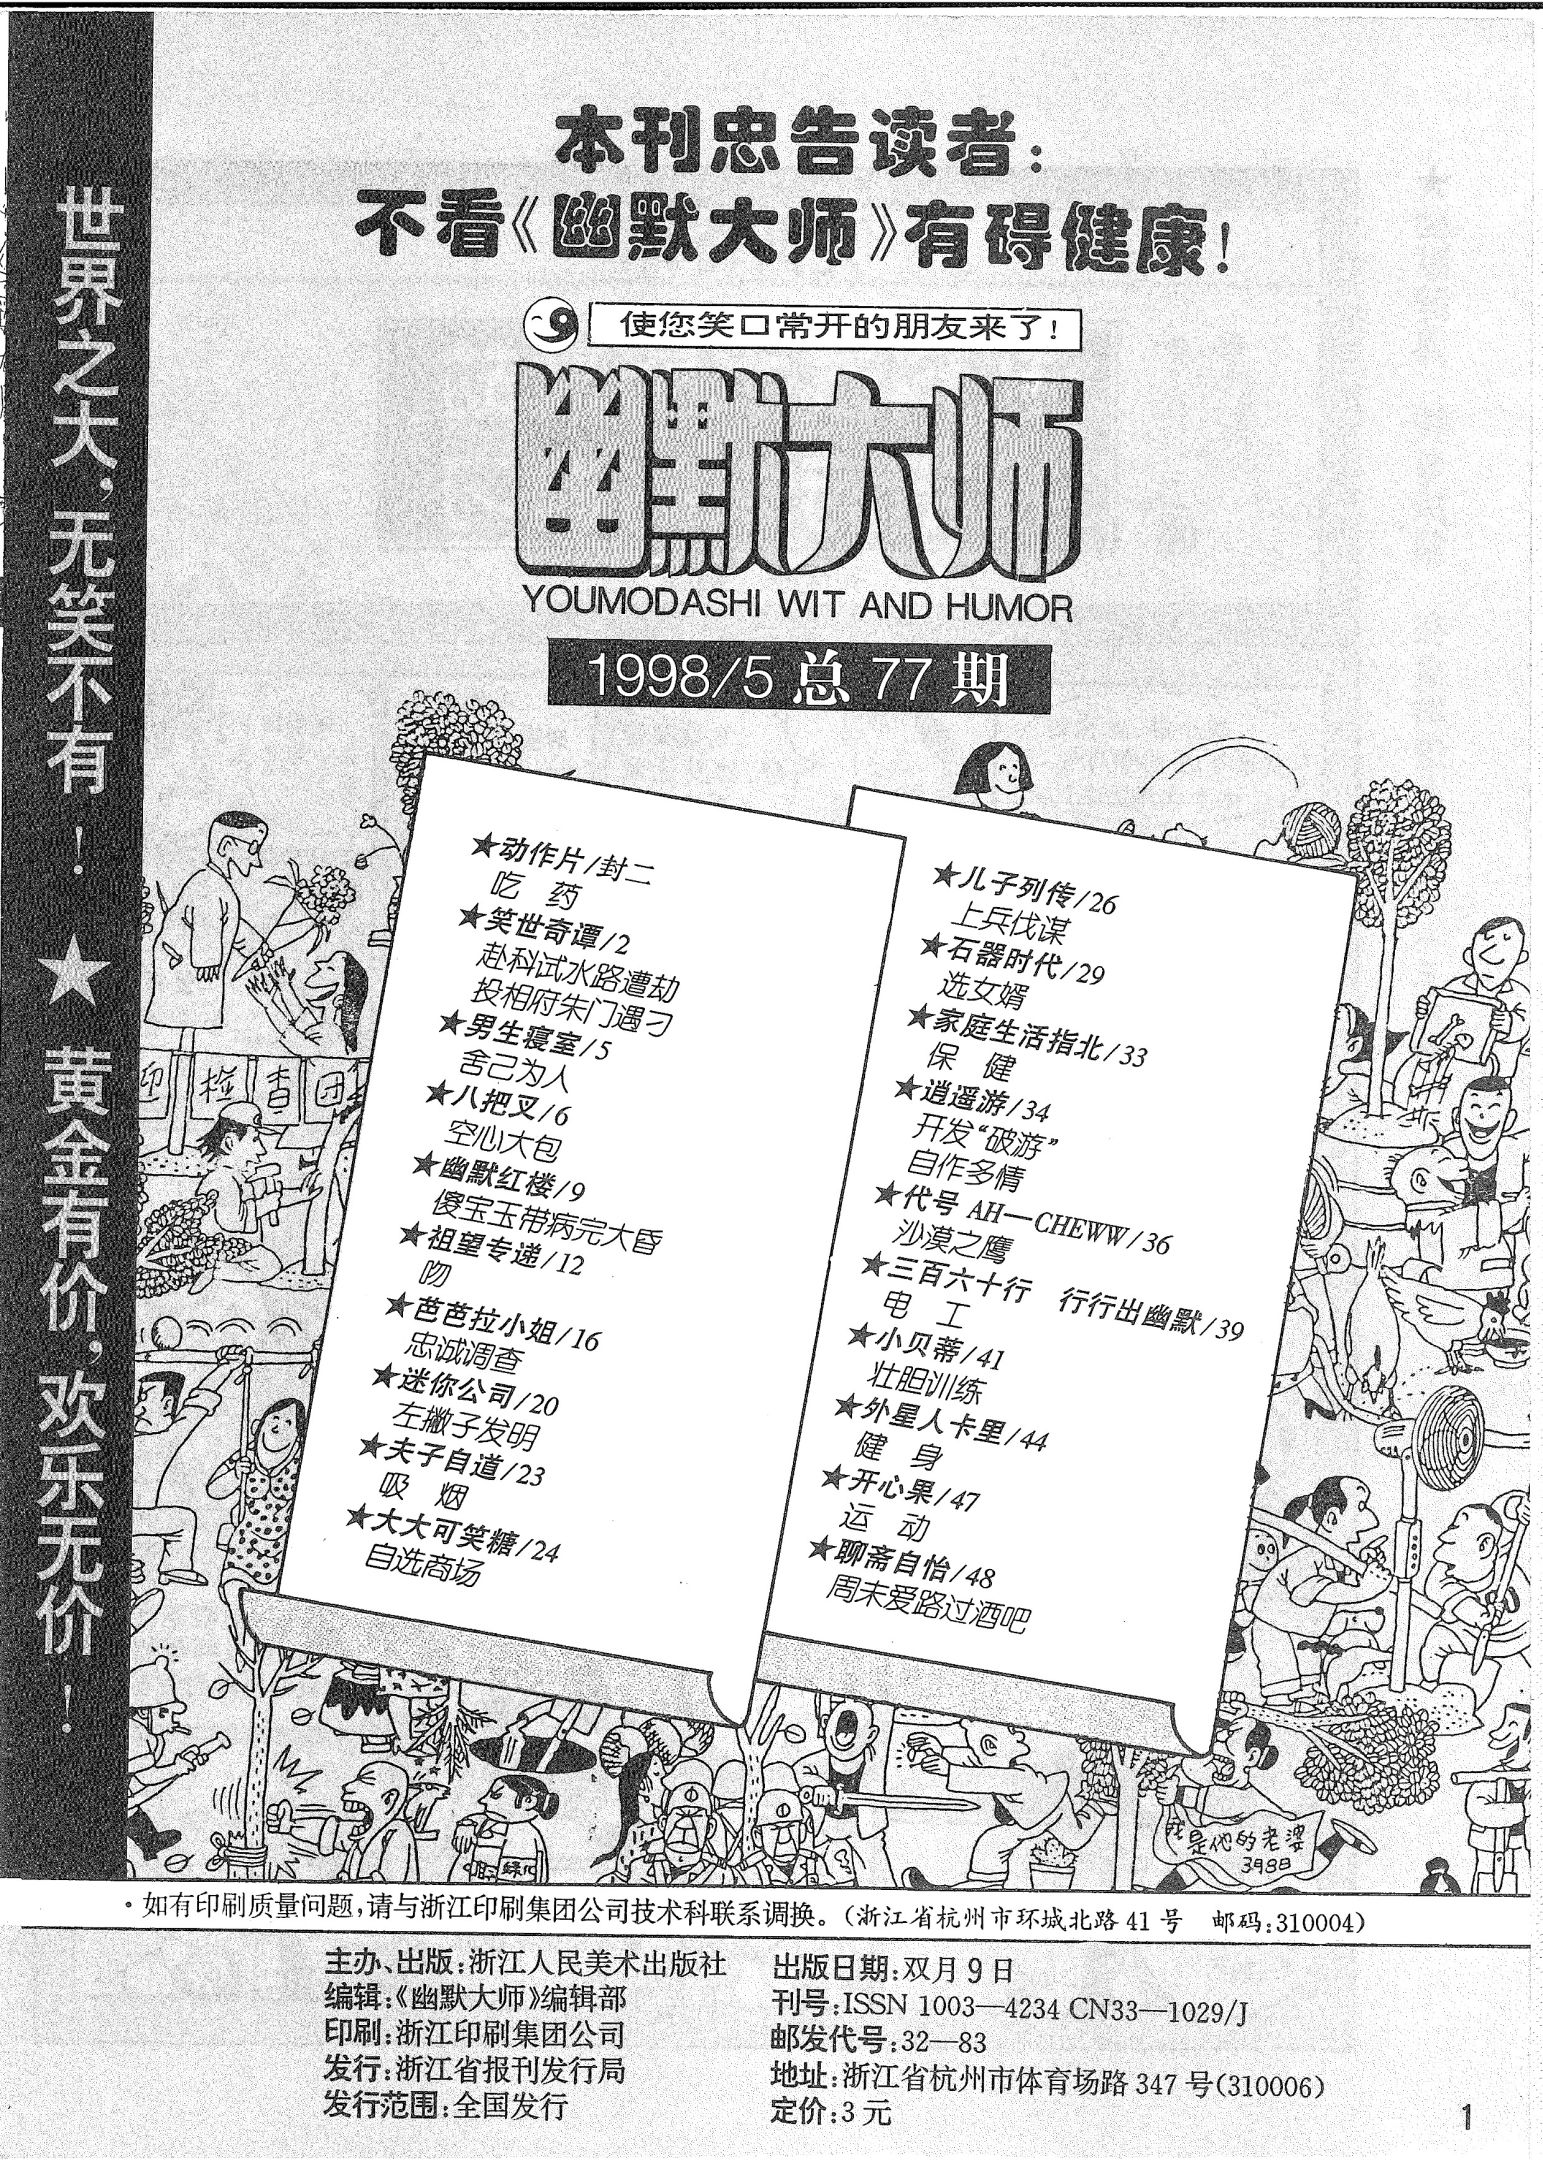 世界之大，无笑不有！★黄金有价，欢乐无价！
本刊忠告读者：
不看《幽默大师》有碍健康！
使您笑口常开的朋友来了！
幽默大师
YOUMODASHI WIT AND HUMOR
1998/5 总 77 期
★动作片/封二
吃 药
★笑世奇谭/2
赴科试水路遭劫
投相府朱门遇刁
★男生寝室/5
舍己为人
★八把叉/6
空心大包
★幽默红楼/9
傻宝玉带病完大昏
★祖望专递/12
吻
★芭芭拉小姐/16
忠诚调查
★迷你公司/20
左撇子发明
★夫子自道/23
吸 烟
★大大可笑糖/24
自选商场
★儿子列传/26
上兵伐谋
★石器时代/29
选女婿
★家庭生活指北/33
保 健
★逍遥游/34
开发“破游”
自作多情
★代号 AH—CHEWW/36
沙漠之鹰
★三百六十行 行行出幽默/39
电 工
★小贝蒂/41
壮胆训练
★外星人卡里/44
健 身
★开心果/47
运 动
★聊斋自怡/48
周末爱路过酒吧
迎检查团
绿化
我是他的老婆
3月8日
·如有印刷质量问题，请与浙江印刷集团公司技术科联系调换。（浙江省杭州市环城北路 41 号 邮码：310004）
主办、出版：浙江人民美术出版社
编辑：《幽默大师》编辑部
印刷：浙江印刷集团公司
发行：浙江省报刊发行局
发行范围：全国发行
出版日期：双月 9 日
刊号：ISSN 1003—4234 CN33—1029/J
邮发代号：32—83
地址：浙江省杭州市体育场路 347 号（310006）
定价：3 元
1